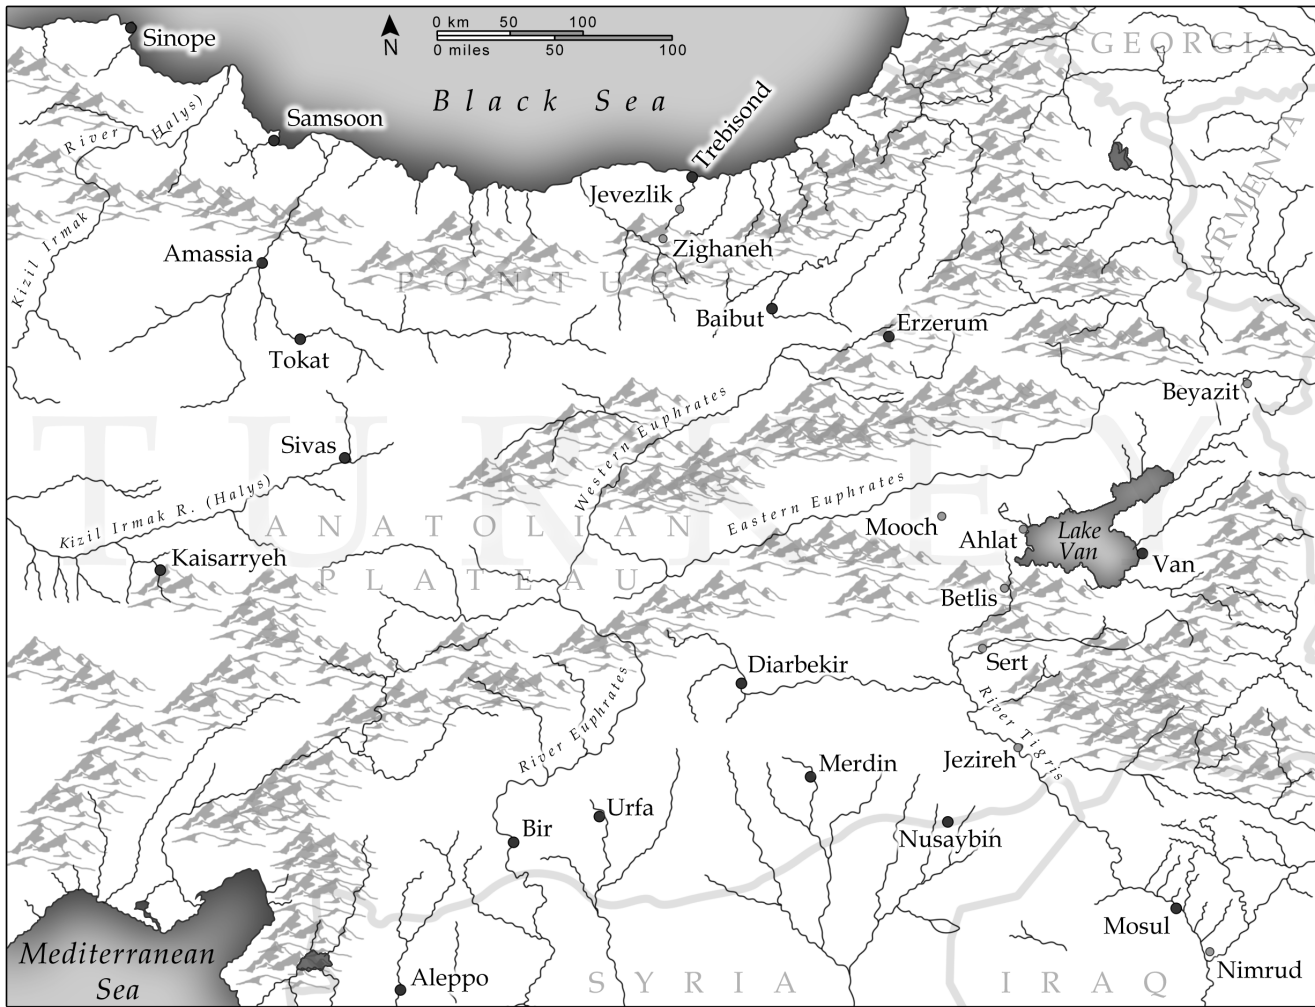 0 km 50 100
N
0 miles 50 100
Sinope
GEORGIA
Black Sea
Trebisond
River Halys)
Samsoon
ARMENIA
Jevezlik
Kizil Irmak
Amassia
Zighaneh
PONTUS
Baibut
Erzerum
Tokat
Beyazit
TURKEY
Western Euphrates
Sivas
Eastern Euphrates
Kizil Irmak R. (Halys)
ANATOLIAN
Mooch
Ahlat
Lake
Van
Van
Kaisarryeh
PLATEAU
Betlis
Sert
Diarbekir
River Euphrates
River Tigris
Jezireh
Merdin
Urfa
Bir
Nusaybin
Mosul
Mediterranean
Sea
Aleppo
SYRIA
IRAQ
Nimrud